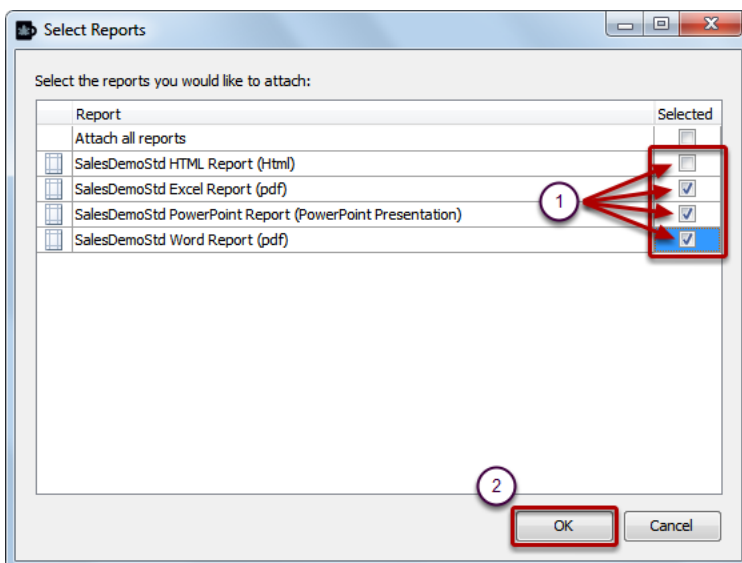 Select Reports
Select the reports you would like to attach:
Report Selected
Attach all reports
SalesDemoStd HTML Report (Html)
SalesDemoStd Excel Report (pdf)
1
SalesDemoStd PowerPoint Report (PowerPoint Presentation)
SalesDemoStd Word Report (pdf)
2
OK Cancel